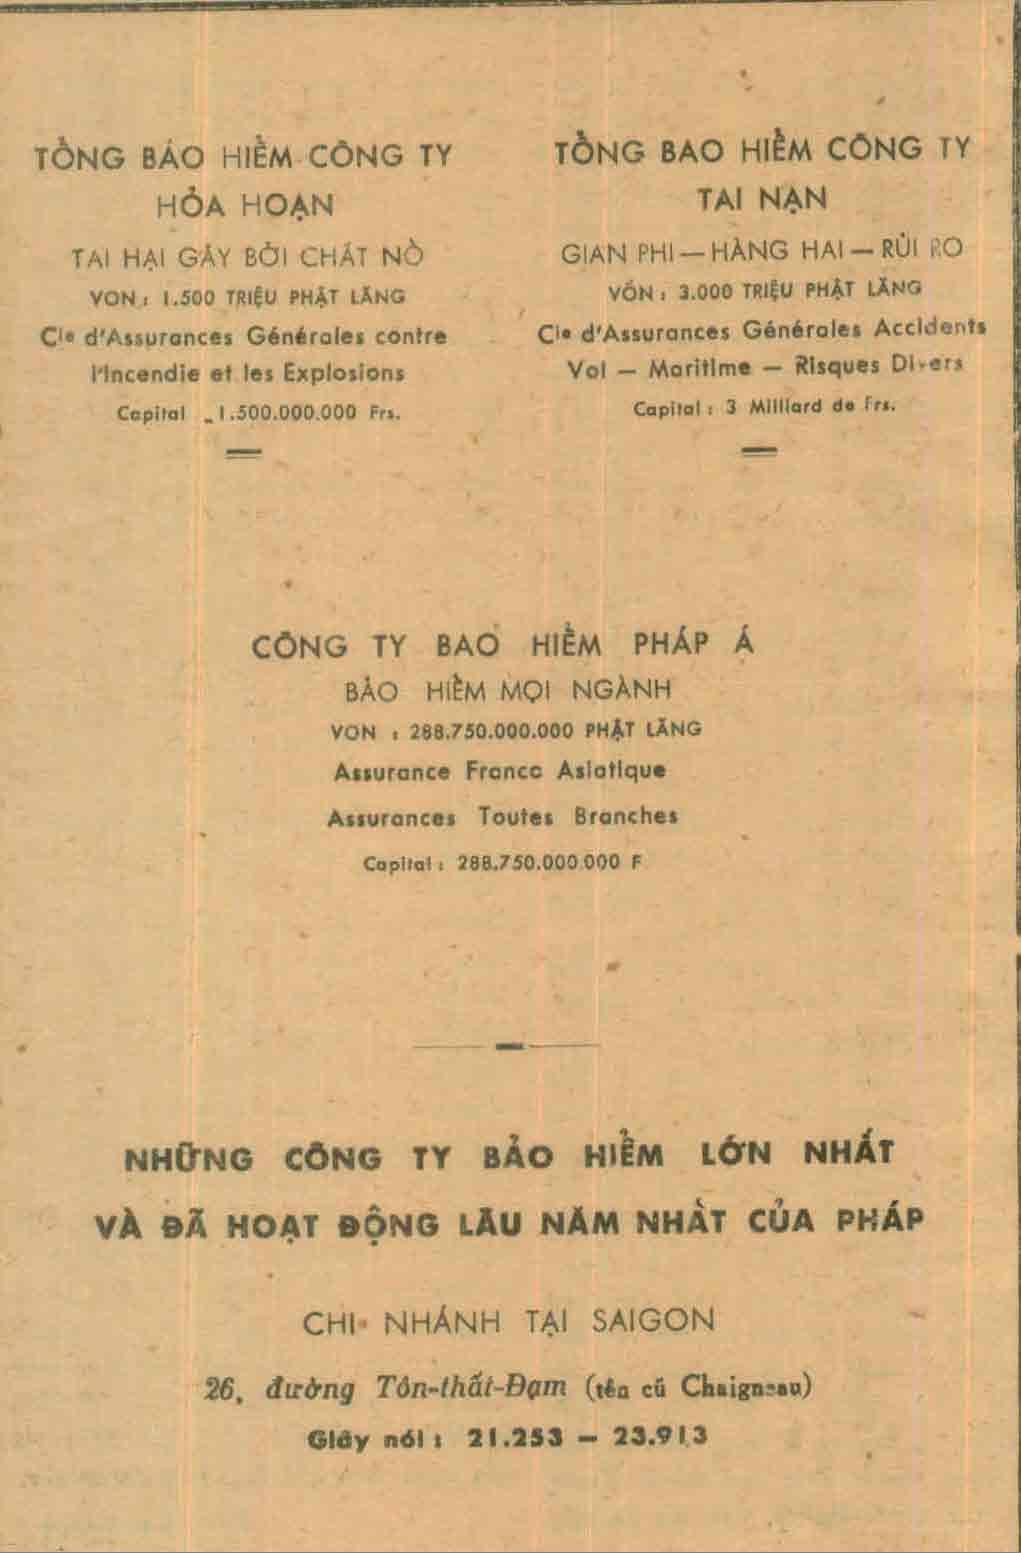 TỔNG BẢO HIỂM CÔNG TY
HỎA HOẠN
TAI HẠI GÂY BỞI CHẤT NỔ
VON : 1.500 TRIỆU PHẬT LĂNG
Cie d'Assurances Générales contre
l'Incendie et les Explosions
Capital : 1.500.000.000 Frs.
TỔNG BAO HIỂM CÔNG TY
TAI NẠN
GIAN PHI — HÀNG HAI — RỦI RO
VỐN : 3.000 TRIỆU PHẬT LĂNG
Cie d'Assurances Générales Accidents
Vol — Maritime — Risques Divers
Capital : 3 Milliard de Frs.
CÔNG TY BAO HIỂM PHÁP Á
BẢO HIỂM MỌI NGÀNH
VON : 288.750.000.000 PHẬT LĂNG
Assurance Franco Asiatique
Assurances Toutes Branches
Capital : 288.750.000.000 F
NHỮNG CÔNG TY BẢO HIỂM LỚN NHẤT
VÀ ĐÃ HOẠT ĐỘNG LÂU NĂM NHẤT CỦA PHÁP
CHI NHÁNH TẠI SAIGON
26, đường Tôn-thất-Đạm (tên cũ Chaigneau)
Giây nói : 21.253 — 23.913